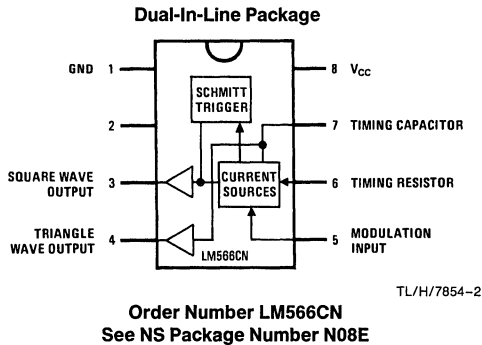 Dual-In-Line Package
GND 1
8 VCC
SCHMITT
TRIGGER
2
7 TIMING CAPACITOR
SQUARE WAVE
OUTPUT
3
CURRENT
SOURCES
6 TIMING RESISTOR
TRIANGLE
WAVE OUTPUT
4
5 MODULATION
INPUT
LM566CN
TL/H/7854-2
Order Number LM566CN
See NS Package Number N08E